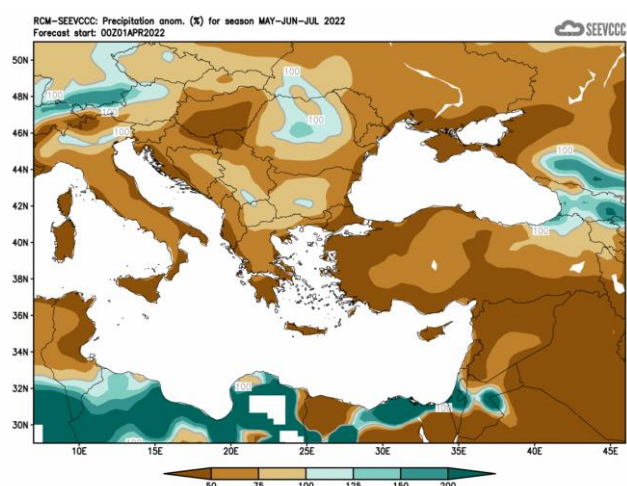 RCM-SEEVCCC: Precipitation anom. (%) for season MAY-JUN-JUL 2022
Forecast start: 00Z01APR2022
SEEVCCC
50N
48N
46N
44N
42N
40N
38N
36N
34N
32N
30N
100
100
100
100
100
100
100
100
100
100
10E
15E
20E
25E
30E
35E
40E
45E
50
75
100
125
150
200